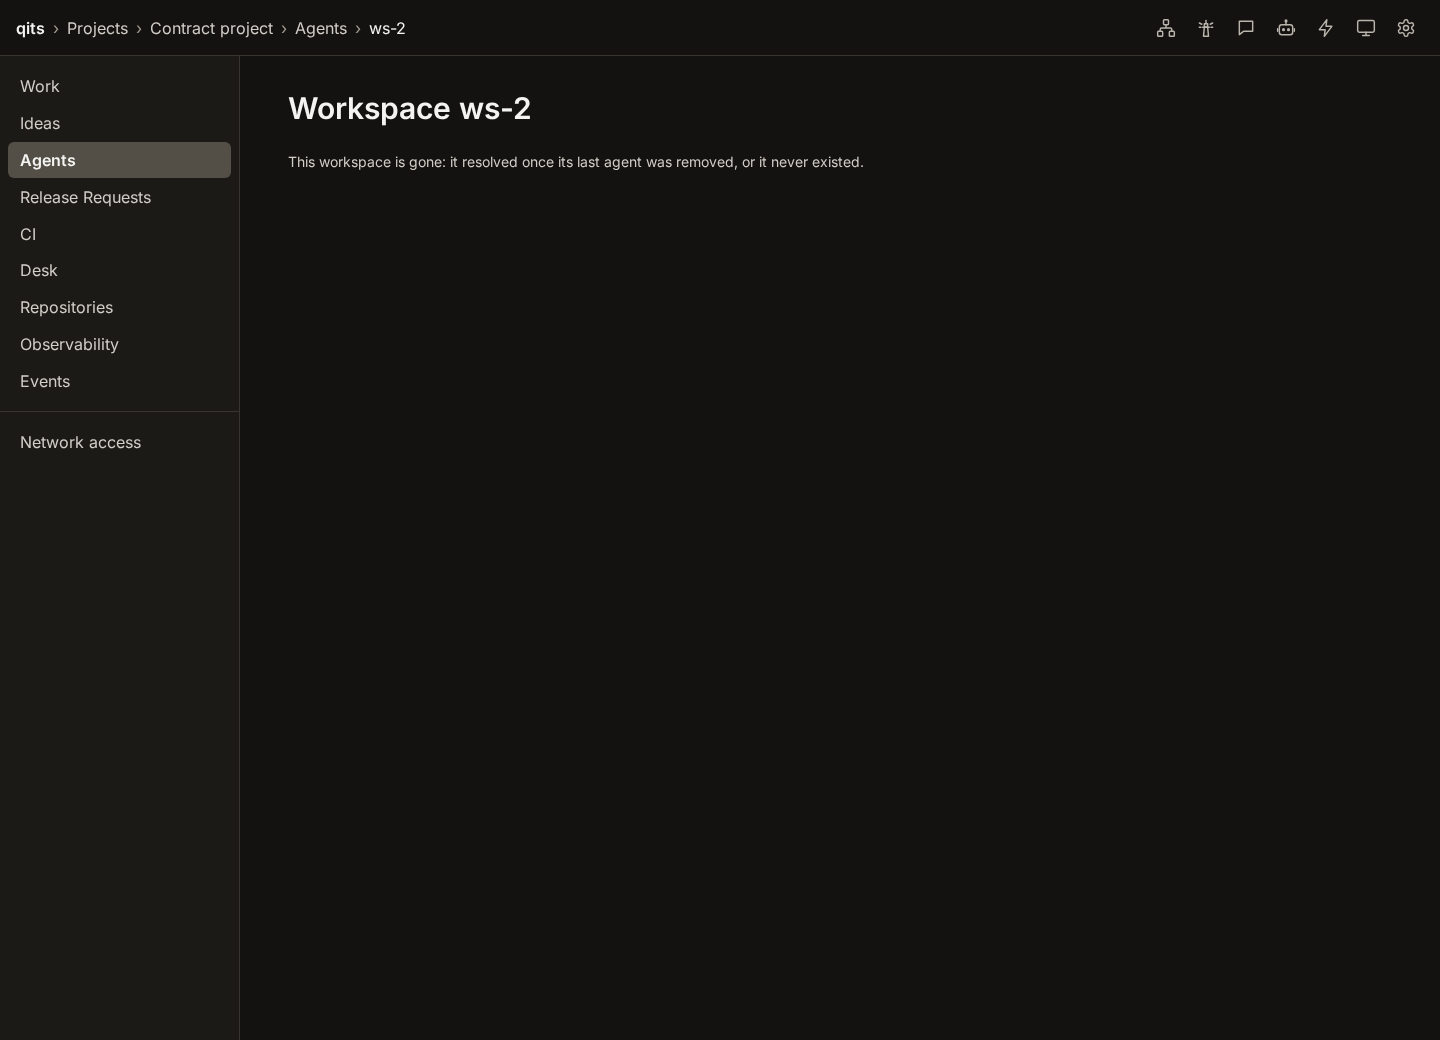 qits › Projects › Contract project › Agents › ws-2
Work
Ideas
Agents
Release Requests
CI
Desk
Repositories
Observability
Events
Network access
Workspace ws-2
This workspace is gone: it resolved once its last agent was removed, or it never existed.